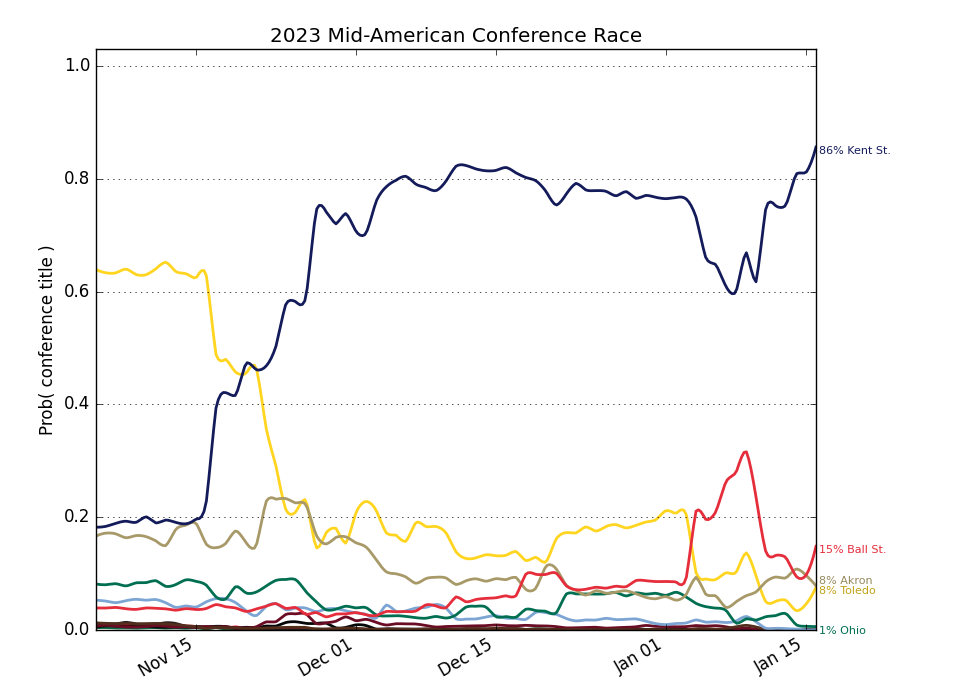 2023 Mid-American Conference Race
Prob( conference title )
1.0
0.8
0.6
0.4
0.2
0.0
86% Kent St.
15% Ball St.
8% Akron
8% Toledo
1% Ohio
Nov 15
Dec 01
Dec 15
Jan 01
Jan 15